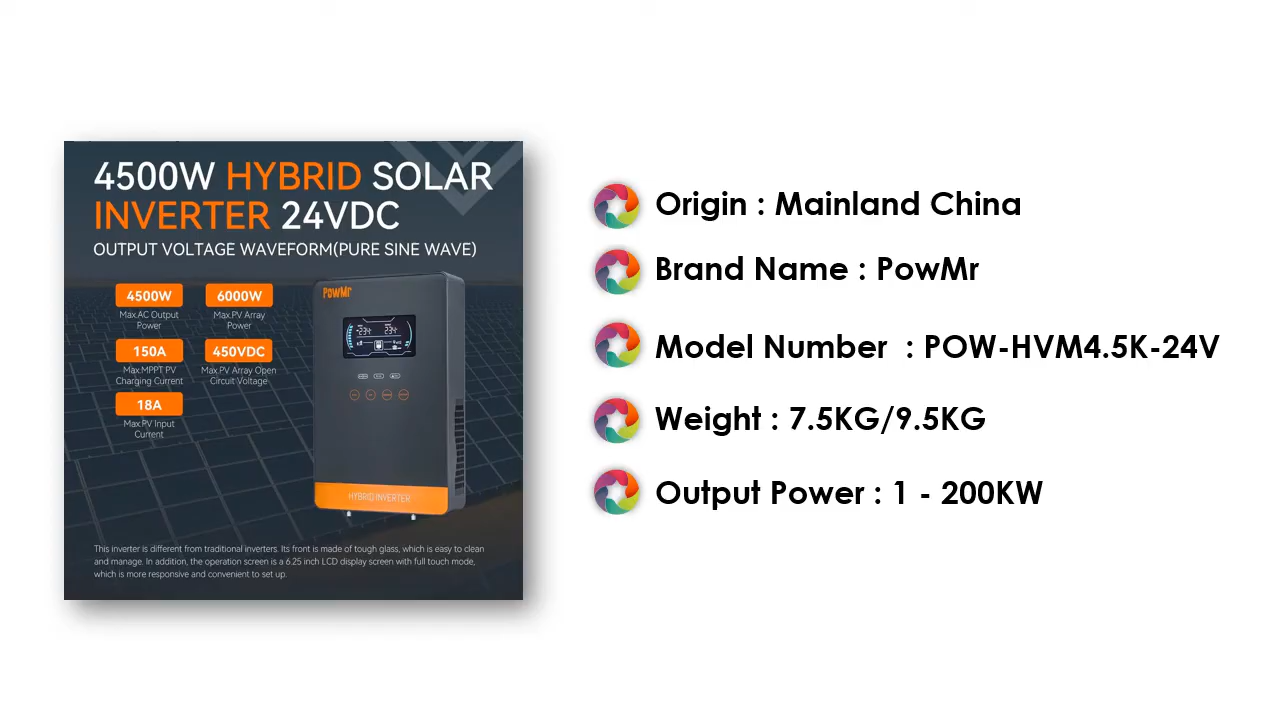 4500W HYBRID SOLAR
INVERTER 24VDC
OUTPUT VOLTAGE WAVEFORM(PURE SINE WAVE)
4500W
Max.AC Output
Power
6000W
Max.PV Array
Power
150A
Max.MPPT PV
Charging Current
450VDC
Max.PV Array Open
Circuit Voltage
18A
Max.PV Input
Current
PowMr
HYBRID INVERTER
This inverter is different from traditional inverters. Its front is made of tough glass, which is easy to clean
and manage. In addition, the operation screen is a 6.25 inch LCD display screen with full touch mode,
which is more responsive and convenient to set up.
Origin : Mainland China
Brand Name : PowMr
Model Number : POW-HVM4.5K-24V
Weight : 7.5KG/9.5KG
Output Power : 1 - 200KW